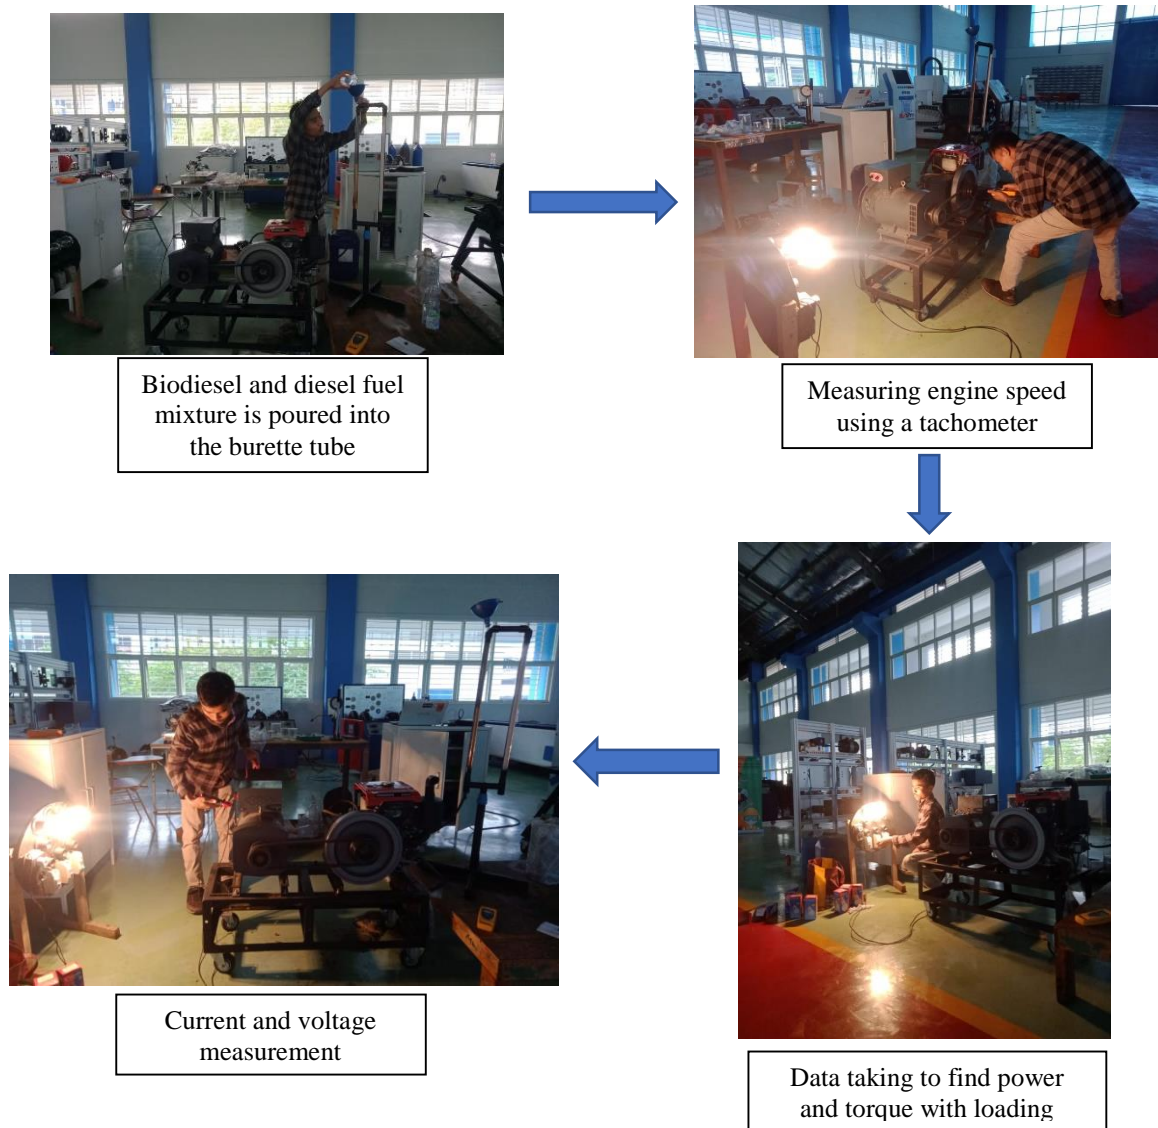 Biodiesel and diesel fuel
mixture is poured into
the burette tube
Measuring engine speed
using a tachometer
Data taking to find power
and torque with loading
Current and voltage
measurement